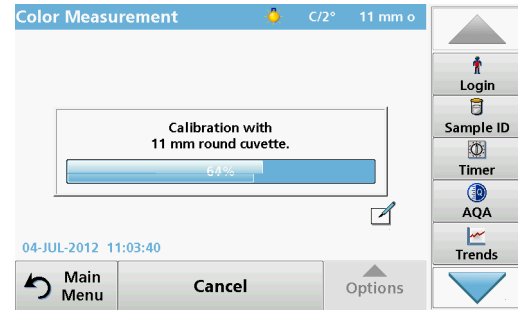 Color Measurement C/2° 11 mm o
Login
Calibration with
11 mm round cuvette.
64%
Sample ID
Timer
AQA
Trends
04-JUL-2012 11:03:40
Main
Menu
Cancel
Options